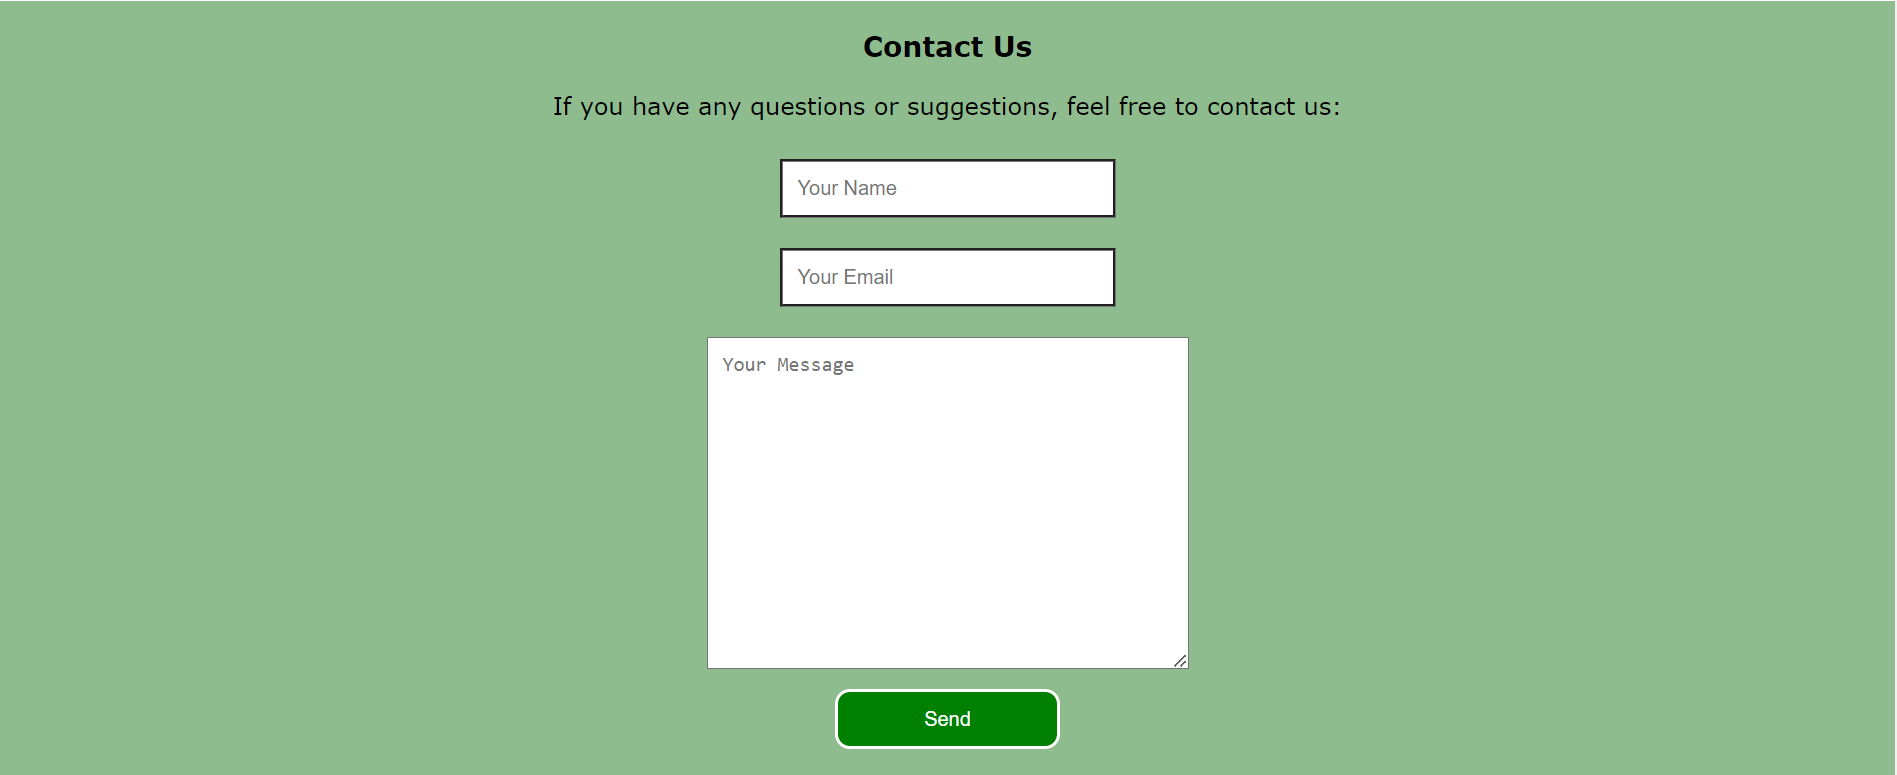 Contact Us
If you have any questions or suggestions, feel free to contact us:
Your Name
Your Email
Your Message
Send